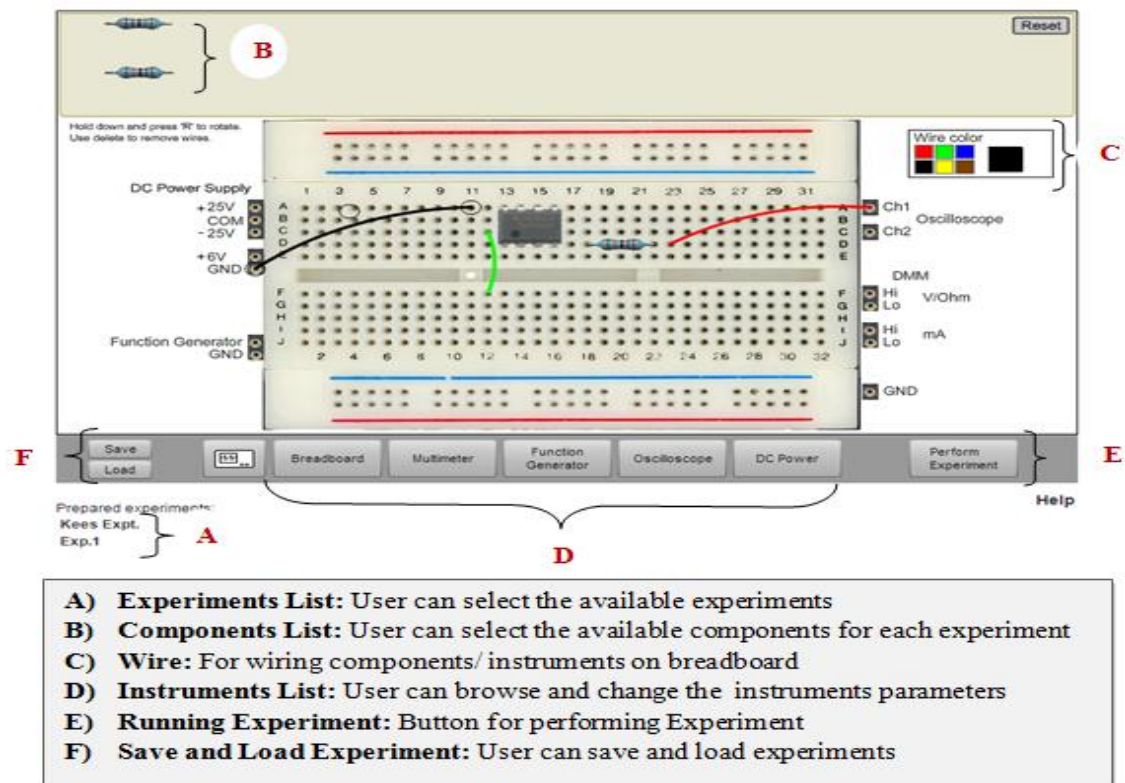 Reset
B
Hold down and press 'R' to rotate.
Use delete to remove wires.
Wire color
C
DC Power Supply
+25V
COM
-25V
+6V
GND
Function Generator
GND
1 3 5 7 9 11 13 15 17 19 21 23 25 27 29 31
A
B
C
D
E
F
G
H
I
J
A
B
C
D
E
F
G
H
I
J
2 4 6 8 10 12 14 16 18 20 22 24 26 28 30 32
Ch1
Oscilloscope
Ch2
DMM
Hi
Lo
V/Ohm
Hi
Lo
mA
GND
F
Save
Load
Breadboard
Multimeter
Function
Generator
Oscilloscope
DC Power
Perform
Experiment
E
Help
Prepared experiments:
Kees Expt.
Exp.1
A
D
A) Experiments List: User can select the available experiments
B) Components List: User can select the available components for each experiment
C) Wire: For wiring components/ instruments on breadboard
D) Instruments List: User can browse and change the instruments parameters
E) Running Experiment: Button for performing Experiment
F) Save and Load Experiment: User can save and load experiments